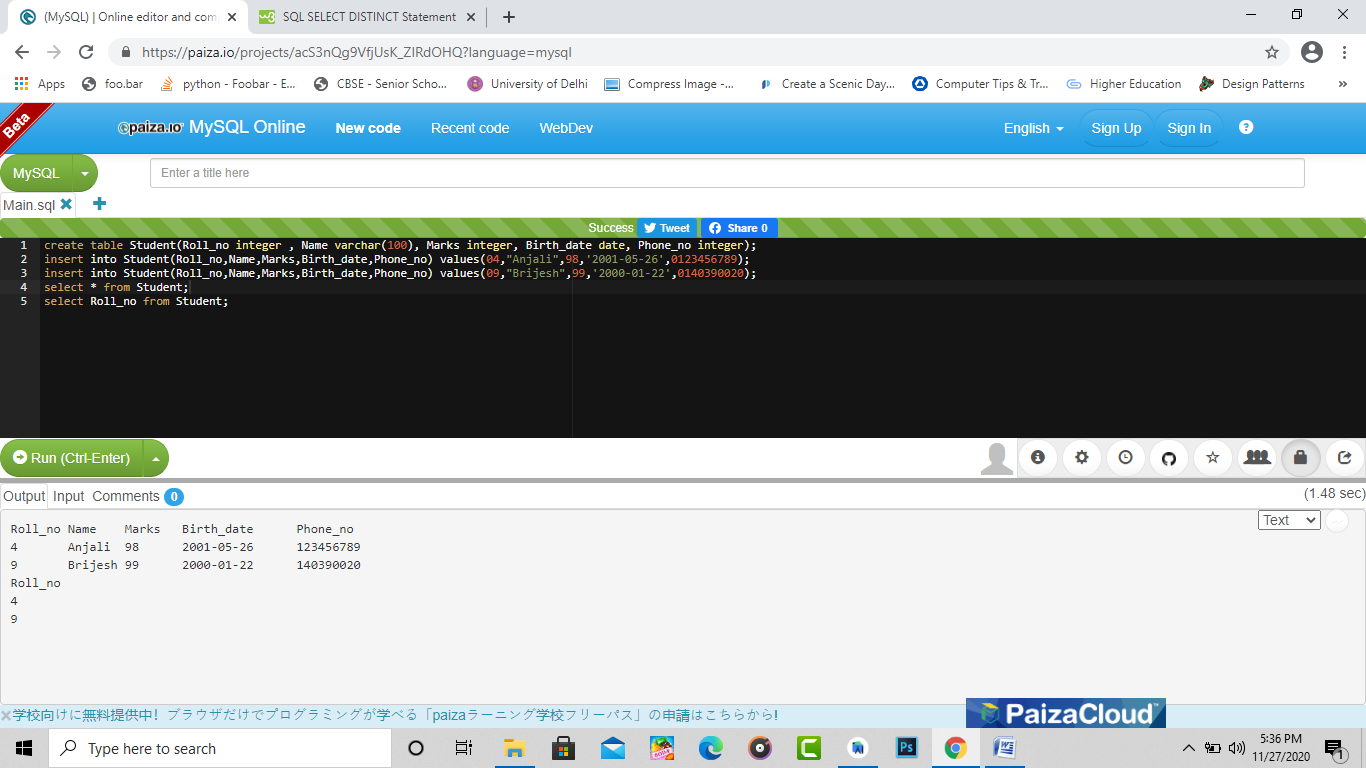 (MySQL) | Online editor and com
SQL SELECT DISTINCT Statement
https://paiza.io/projects/acS3nQg9VfjUsK_ZIRdOHQ?language=mysql
Apps foo.bar python - Foobar - E... CBSE - Senior Scho... University of Delhi Compress Image -... Create a Scenic Day... Computer Tips & Tr... Higher Education Design Patterns »
Beta
paiza.io MySQL Online New code Recent code WebDev English Sign Up Sign In ?
MySQL Enter a title here
Main.sql
Success Tweet Share 0
1 create table Student(Roll_no integer , Name varchar(100), Marks integer, Birth_date date, Phone_no integer);
2 insert into Student(Roll_no,Name,Marks,Birth_date,Phone_no) values(04,"Anjali",98,'2001-05-26',0123456789);
3 insert into Student(Roll_no,Name,Marks,Birth_date,Phone_no) values(09,"Brijesh",99,'2000-01-22',0140390020);
4 select * from Student;
5 select Roll_no from Student;
Run (Ctrl-Enter)
Output Input Comments 0 (1.48 sec)
Text
Roll_no Name Marks Birth_date Phone_no
4 Anjali 98 2001-05-26 123456789
9 Brijesh 99 2000-01-22 140390020
Roll_no
4
9
学校向けに無料提供中! ブラウザだけでプログラミングが学べる「paizaラーニング学校フリーパス」の申請はこちらから!
PaizaCloud™
Type here to search
Ps
5:36 PM
11/27/2020
1